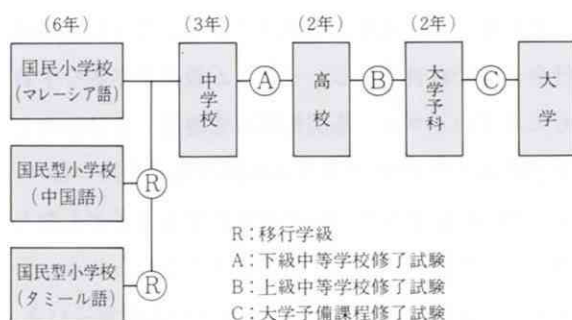 (6年)
(3年)
(2年)
(2年)
国民小学校
(マレーシア語)
中学校
A
高校
B
大学予科
C
大学
国民型小学校
(中国語)
R
国民型小学校
(タミール語)
R
R:移行学級
A:下級中等学校修了試験
B:上級中等学校修了試験
C:大学予備課程修了試験